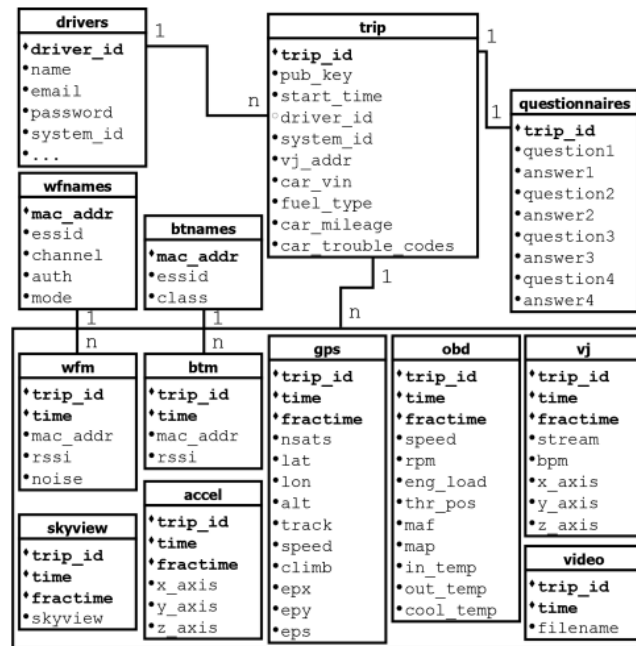 drivers
driver_id
name
email
password
system_id
...
1
n
trip
trip_id
pub_key
start_time
driver_id
system_id
vj_addr
car_vin
fuel_type
car_mileage
car_trouble_codes
1
1
questionnaires
trip_id
question1
answer1
question2
answer2
question3
answer3
question4
answer4
wfnames
mac_addr
essid
channel
auth
mode
btnames
mac_addr
essid
class
1
n
1
n
1
n
wfm
trip_id
time
mac_addr
rssi
noise
btm
trip_id
time
mac_addr
rssi
gps
trip_id
time
fractime
nsats
lat
lon
alt
track
speed
climb
epx
epy
eps
obd
trip_id
time
fractime
speed
rpm
eng_load
thr_pos
maf
map
in_temp
out_temp
cool_temp
vj
trip_id
time
fractime
stream
bpm
x_axis
y_axis
z_axis
skyview
trip_id
time
fractime
skyview
accel
trip_id
time
fractime
x_axis
y_axis
z_axis
video
trip_id
time
filename